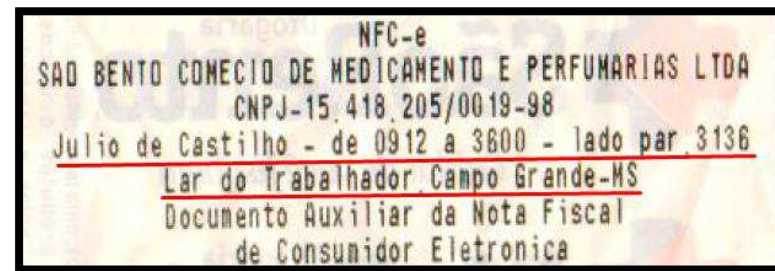 NFC-e
SAO BENTO COMECIO DE MEDICAMENTO E PERFUMARIAS LTDA
CNPJ-15.418.205/0019-98
Julio de Castilho - de 0912 a 3600 - lado par,3136
Lar do Trabalhador,Campo Grande-MS
Documento Auxiliar da Nota Fiscal
de Consumidor Eletronica